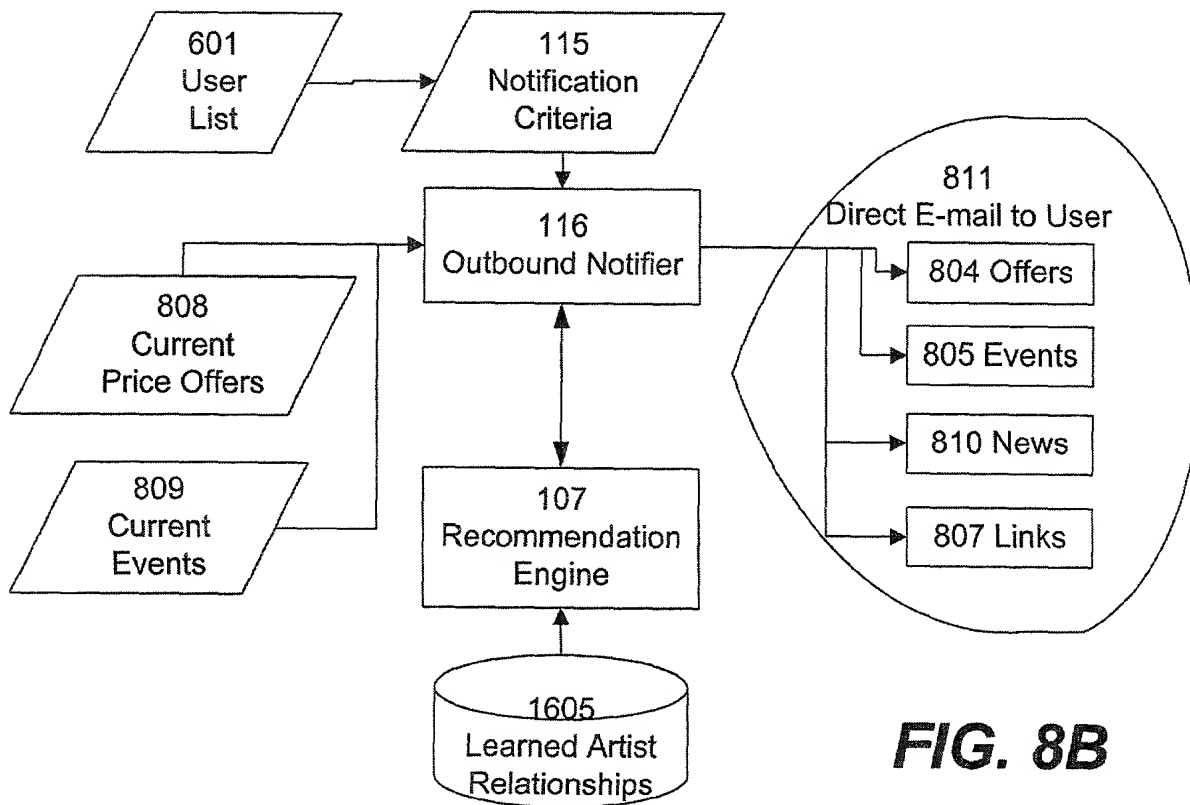 601
User
List
115
Notification
Criteria
116
Outbound Notifier
811
Direct E-mail to User
804 Offers
805 Events
810 News
807 Links
808
Current
Price Offers
809
Current
Events
107
Recommendation
Engine
1605
Learned Artist
Relationships
FIG. 8B